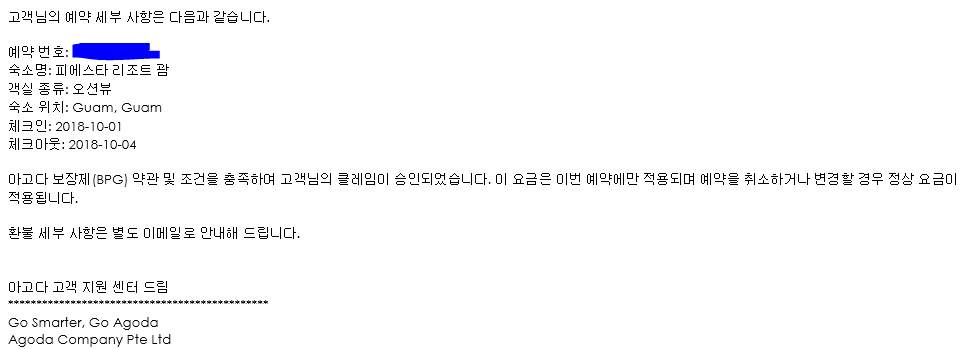 고객님의 예약 세부 사항은 다음과 같습니다.
예약 번호:
숙소명: 피에스타 리조트 괌
객실 종류: 오션뷰
숙소 위치: Guam, Guam
체크인: 2018-10-01
체크아웃: 2018-10-04
아고다 보장제(BPG) 약관 및 조건을 충족하여 고객님의 클레임이 승인되었습니다. 이 요금은 이번 예약에만 적용되며 예약을 취소하거나 변경할 경우 정상 요금이
적용됩니다.
환불 세부 사항은 별도 이메일로 안내해 드립니다.
아고다 고객 지원 센터 드림
**********************************************
Go Smarter, Go Agoda
Agoda Company Pte Ltd